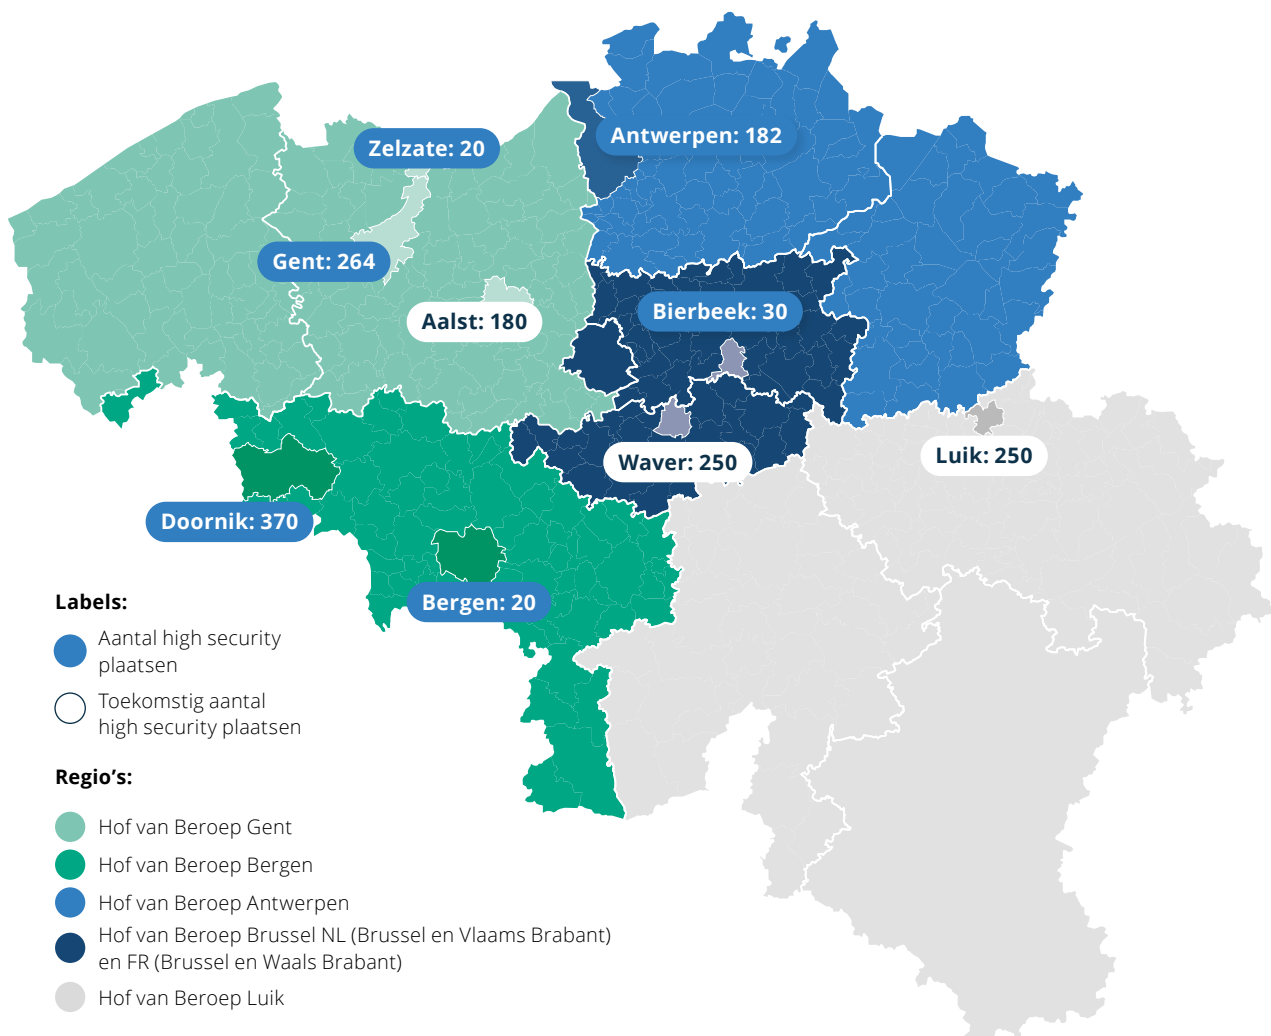 Antwerpen: 182
Zelzate: 20
Gent: 264
Bierbeek: 30
Aalst: 180
Waver: 250
Luik: 250
Doornik: 370
Bergen: 20
Labels:
Aantal high security
plaatsen
Toekomstig aantal
high security plaatsen
Regio's:
Hof van Beroep Gent
Hof van Beroep Bergen
Hof van Beroep Antwerpen
Hof van Beroep Brussel NL (Brussel en Vlaams Brabant)
en FR (Brussel en Waals Brabant)
Hof van Beroep Luik